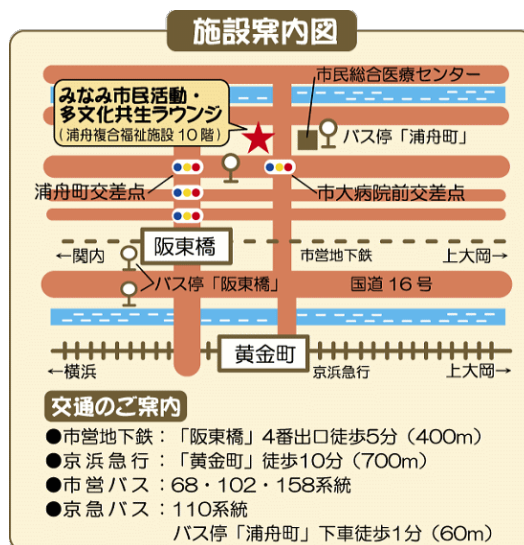 施設案内図
市民総合医療センター
みなみ市民活動・
多文化共生ラウンジ
(浦舟複合福祉施設10階)
バス停「浦舟町」
浦舟町交差点
市大病院前交差点
阪東橋
←関内
市営地下鉄
上大岡→
バス停「阪東橋」
国道16号
黄金町
←横浜
京浜急行
上大岡→
交通のご案内
●市営地下鉄:「阪東橋」4番出口徒歩5分(400m)
●京浜急行:「黄金町」徒歩10分(700m)
●市営バス:68・102・158系統
●京急バス:110系統
バス停「浦舟町」下車徒歩1分(60m)